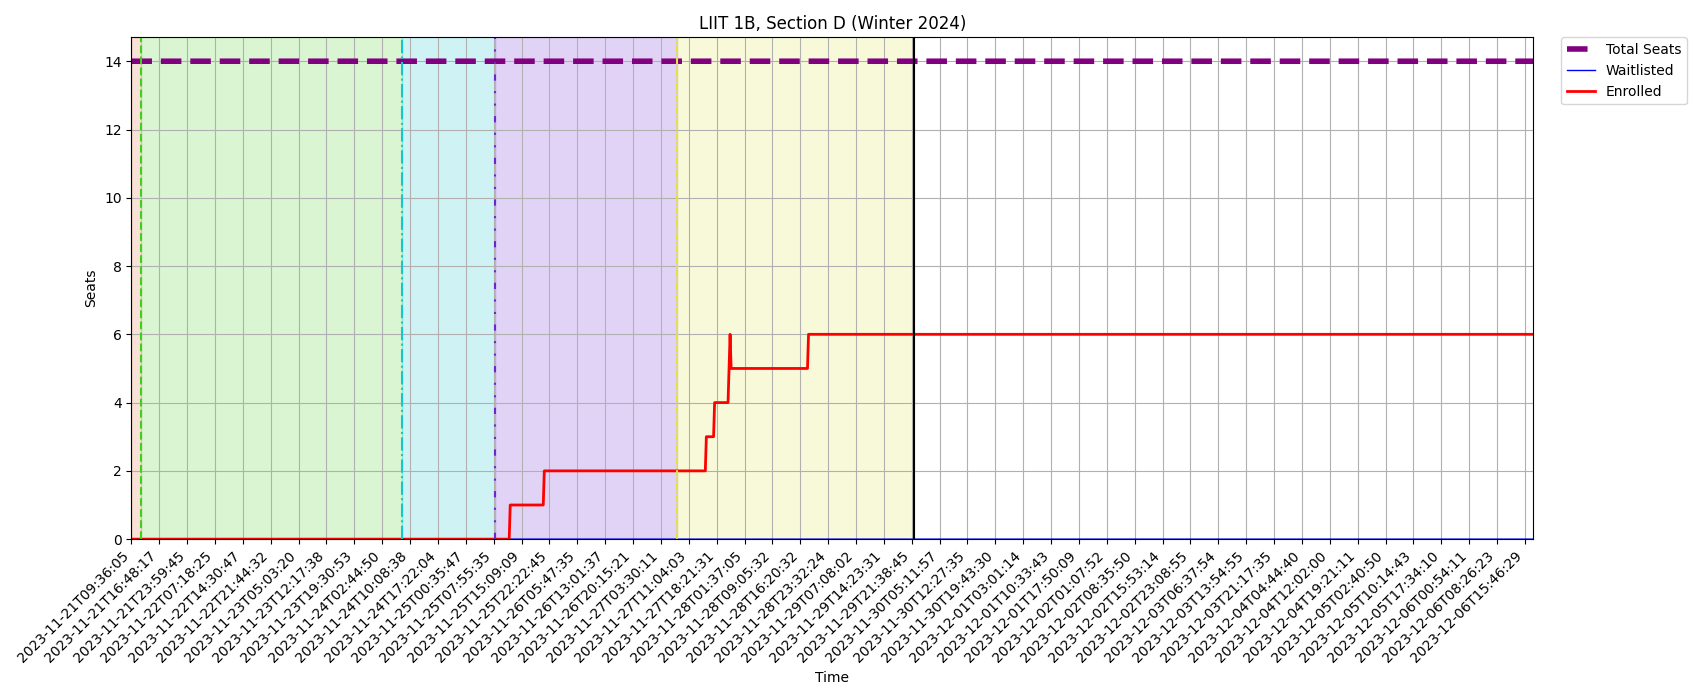 LIIT 1B, Section D (Winter 2024)
Total Seats
Waitlisted
Enrolled
Seats
14
12
10
8
6
4
2
0
2023-11-21T09:36:05
2023-11-21T16:48:17
2023-11-21T23:59:45
2023-11-22T07:18:25
2023-11-22T14:30:47
2023-11-22T21:44:32
2023-11-23T05:03:20
2023-11-23T12:17:38
2023-11-23T19:30:53
2023-11-24T02:44:50
2023-11-24T10:08:38
2023-11-24T17:22:04
2023-11-25T00:35:47
2023-11-25T07:55:35
2023-11-25T15:09:09
2023-11-25T22:22:45
2023-11-26T05:47:35
2023-11-26T13:01:37
2023-11-26T20:15:21
2023-11-27T03:30:11
2023-11-27T11:04:03
2023-11-27T18:21:31
2023-11-28T01:37:05
2023-11-28T09:05:32
2023-11-28T16:20:32
2023-11-28T23:32:24
2023-11-29T07:08:02
2023-11-29T14:23:31
2023-11-29T21:38:45
2023-11-30T05:11:57
2023-11-30T12:27:35
2023-11-30T19:43:30
2023-12-01T03:01:14
2023-12-01T10:33:43
2023-12-01T17:50:09
2023-12-02T01:07:52
2023-12-02T08:35:50
2023-12-02T15:53:14
2023-12-02T23:08:55
2023-12-03T06:37:54
2023-12-03T13:54:55
2023-12-03T21:17:35
2023-12-04T04:44:40
2023-12-04T12:02:00
2023-12-04T19:21:11
2023-12-05T02:40:50
2023-12-05T10:14:43
2023-12-05T17:34:10
2023-12-06T00:54:11
2023-12-06T08:26:23
2023-12-06T15:46:29
Time